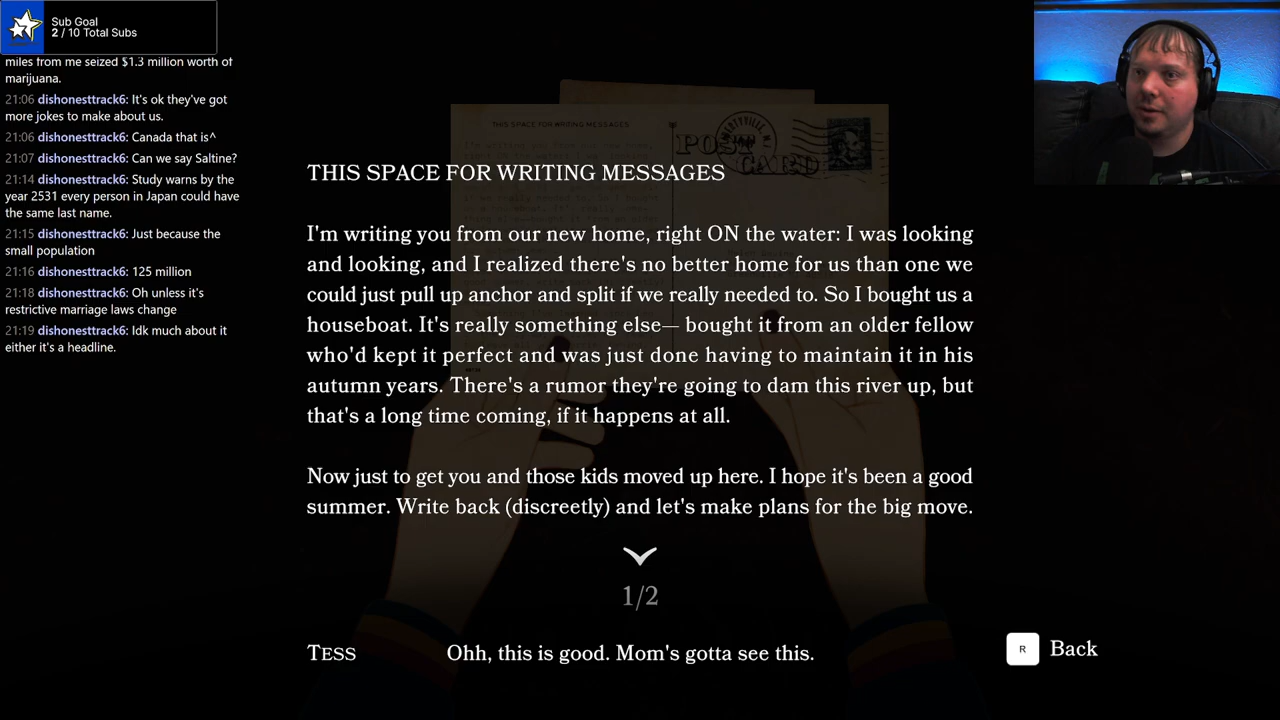 Sub Goal
2 / 10 Total Subs
miles from me seized $1.3 million worth of
marijuana.
21:06 dishonesttrack6: It's ok they've got
more jokes to make about us.
21:06 dishonesttrack6: Canada that is^
21:07 dishonesttrack6: Can we say Saltine?
21:14 dishonesttrack6: Study warns by the
year 2531 every person in Japan could have
the same last name.
21:15 dishonesttrack6: Just because the
small population
21:16 dishonesttrack6: 125 million
21:18 dishonesttrack6: Oh unless it's
restrictive marriage laws change
21:19 dishonesttrack6: Idk much about it
either it's a headline.
THIS SPACE FOR WRITING MESSAGES
POST
CARD
THIS SPACE FOR WRITING MESSAGES
I'm writing you from our new home, right ON the water: I was looking
and looking, and I realized there's no better home for us than one we
could just pull up anchor and split if we really needed to. So I bought us a
houseboat. It's really something else— bought it from an older fellow
who'd kept it perfect and was just done having to maintain it in his
autumn years. There's a rumor they're going to dam this river up, but
that's a long time coming, if it happens at all.
Now just to get you and those kids moved up here. I hope it's been a good
summer. Write back (discreetly) and let's make plans for the big move.
1/2
TESS Ohh, this is good. Mom's gotta see this.
R Back